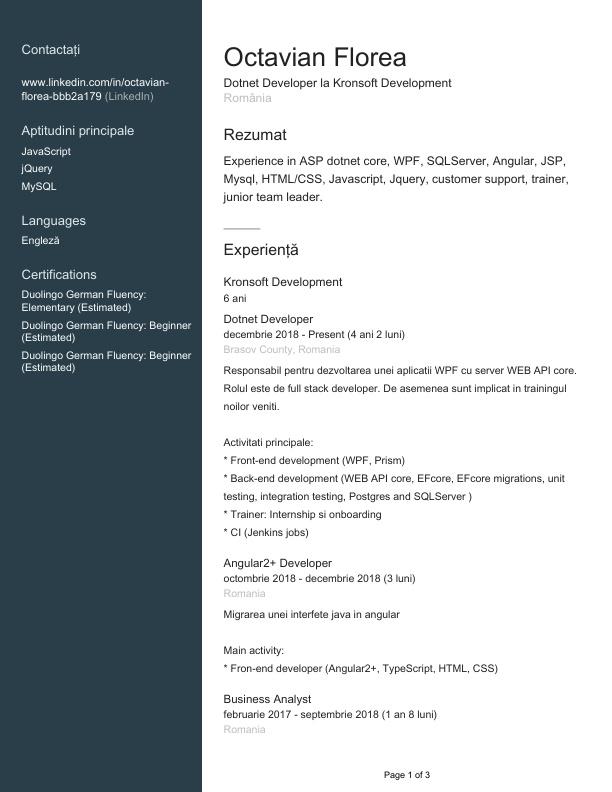 Contactați
www.linkedin.com/in/octavian-
florea-bbb2a179 (LinkedIn)
Aptitudini principale
JavaScript
jQuery
MySQL
Languages
Engleză
Certifications
Duolingo German Fluency:
Elementary (Estimated)
Duolingo German Fluency: Beginner
(Estimated)
Duolingo German Fluency: Beginner
(Estimated)
Octavian Florea
Dotnet Developer la Kronsoft Development
România
Rezumat
Experience in ASP dotnet core, WPF, SQLServer, Angular, JSP,
Mysql, HTML/CSS, Javascript, Jquery, customer support, trainer,
junior team leader.
Experiență
Kronsoft Development
6 ani
Dotnet Developer
decembrie 2018 - Present (4 ani 2 luni)
Brasov County, Romania
Responsabil pentru dezvoltarea unei aplicatii WPF cu server WEB API core.
Rolul este de full stack developer. De asemenea sunt implicat in trainingul
noilor veniti.
Activitati principale:
* Front-end development (WPF, Prism)
* Back-end development (WEB API core, EFcore, EFcore migrations, unit
testing, integration testing, Postgres and SQLServer )
* Trainer: Internship si onboarding
* CI (Jenkins jobs)
Angular2+ Developer
octombrie 2018 - decembrie 2018 (3 luni)
Romania
Migrarea unei interfete java in angular
Main activity:
* Fron-end developer (Angular2+, TypeScript, HTML, CSS)
Business Analyst
februarie 2017 - septembrie 2018 (1 an 8 luni)
Romania
Page 1 of 3